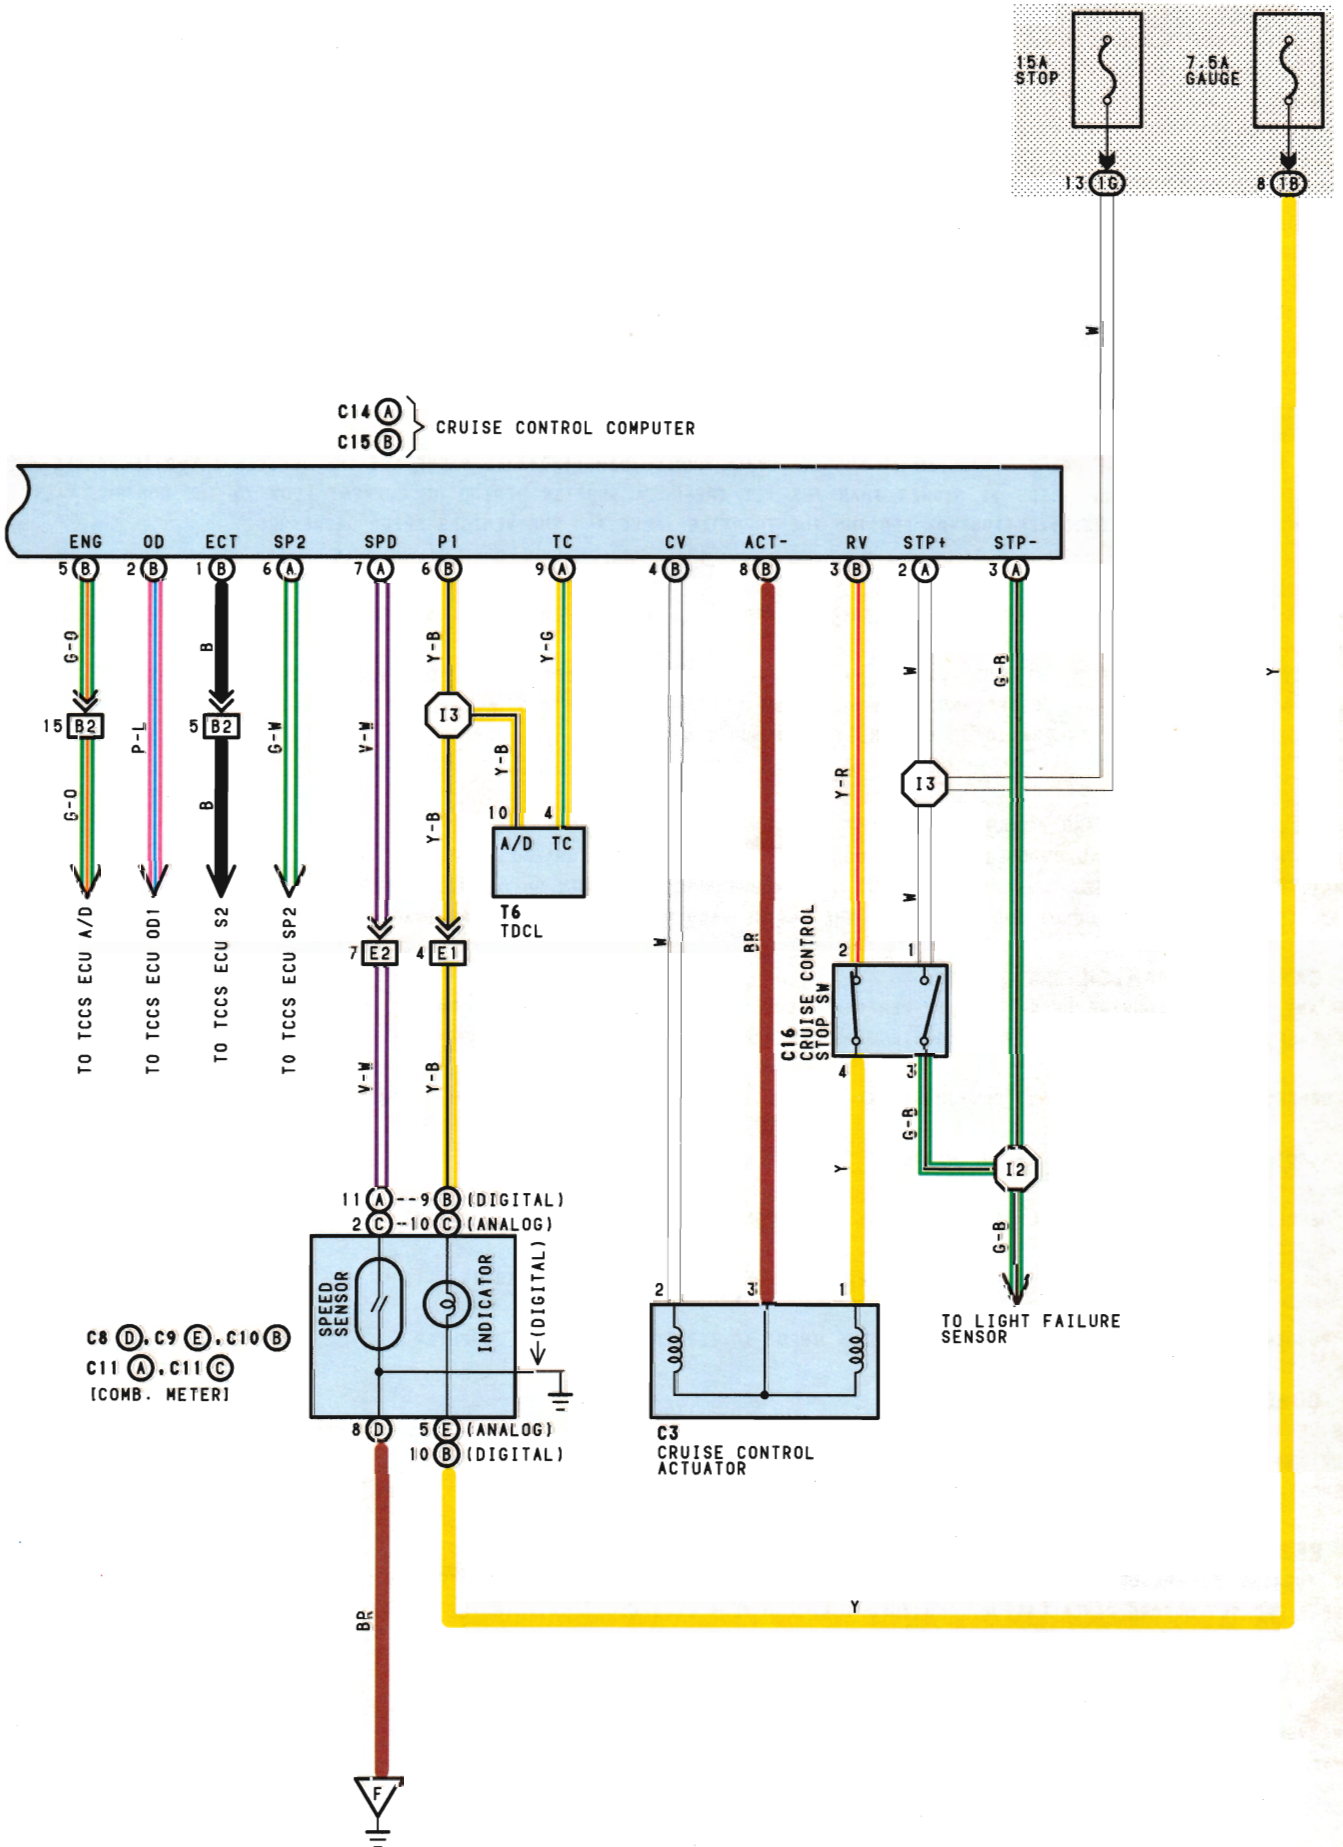 15A
STOP
7.5A
GAUGE
13 1G
8 1B
W
C14 A
C15 B
CRUISE CONTROL COMPUTER
ENG OD ECT SP2 SPD P1 TC CV ACT- RV STP+ STP-
5 B 2 B 1 B 6 A 7 A 6 B 9 A 4 B 8 B 3 B 2 A 3 A
G-O
B
Y-B
Y-G
W
G-B
Y
15 B2
P-L
5 B2
G-W
V-W
I3
Y-B
Y-R
I3
G-O
B
Y-B
10 4
A/D TC
T6
TDCL
W
TO TCCS ECU A/D
TO TCCS ECU OD1
TO TCCS ECU S2
TO TCCS ECU SP2
7 E2
4 E1
W
BR
2 1
C16
CRUISE CONTROL
STOP SW
4 3
V-W
Y-B
G-B
Y
I2
11 A --9 B (DIGITAL)
2 C -10 C (ANALOG)
G-B
SPEED
SENSOR
INDICATOR
(DIGITAL)
2 3 1
TO LIGHT FAILURE
SENSOR
C8 D, C9 E, C10 B
C11 A, C11 C
[COMB. METER]
8 D 5 E (ANALOG)
10 B (DIGITAL)
C3
CRUISE CONTROL
ACTUATOR
Y
BR
F